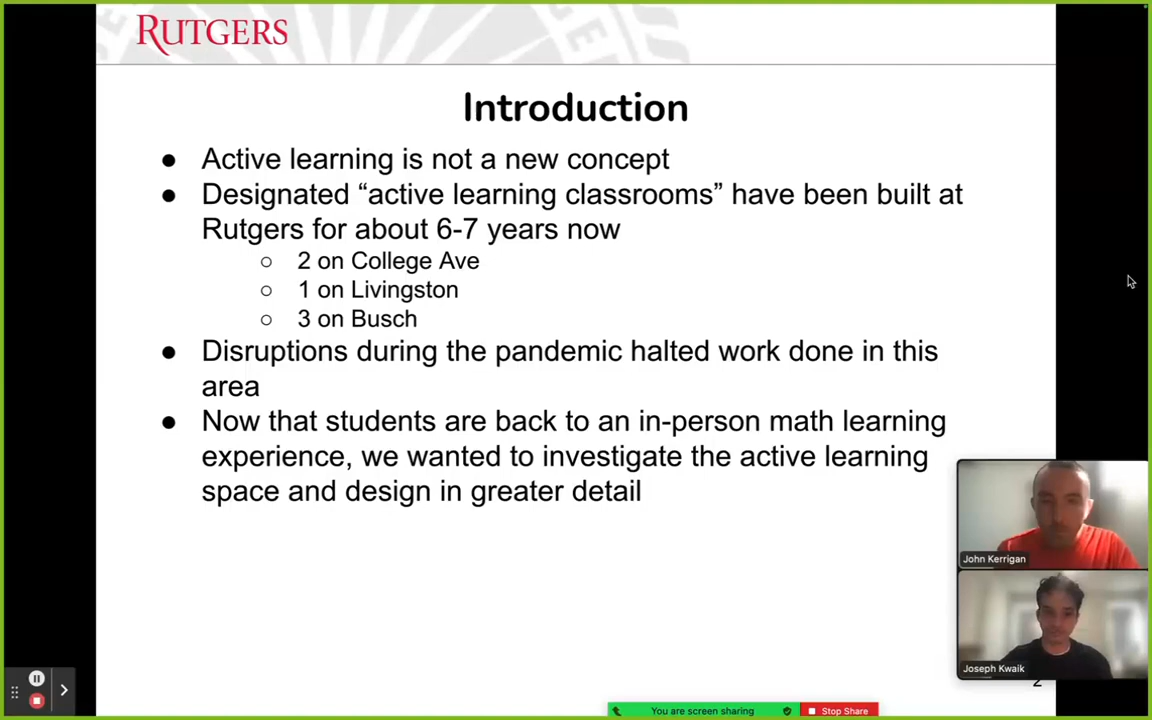 RUTGERS
Introduction
● Active learning is not a new concept
● Designated “active learning classrooms” have been built at
Rutgers for about 6-7 years now
○ 2 on College Ave
○ 1 on Livingston
○ 3 on Busch
● Disruptions during the pandemic halted work done in this
area
● Now that students are back to an in-person math learning
experience, we wanted to investigate the active learning
space and design in greater detail
John Kerrigan
Joseph Kwaik
2
You are screen sharing
Stop Share